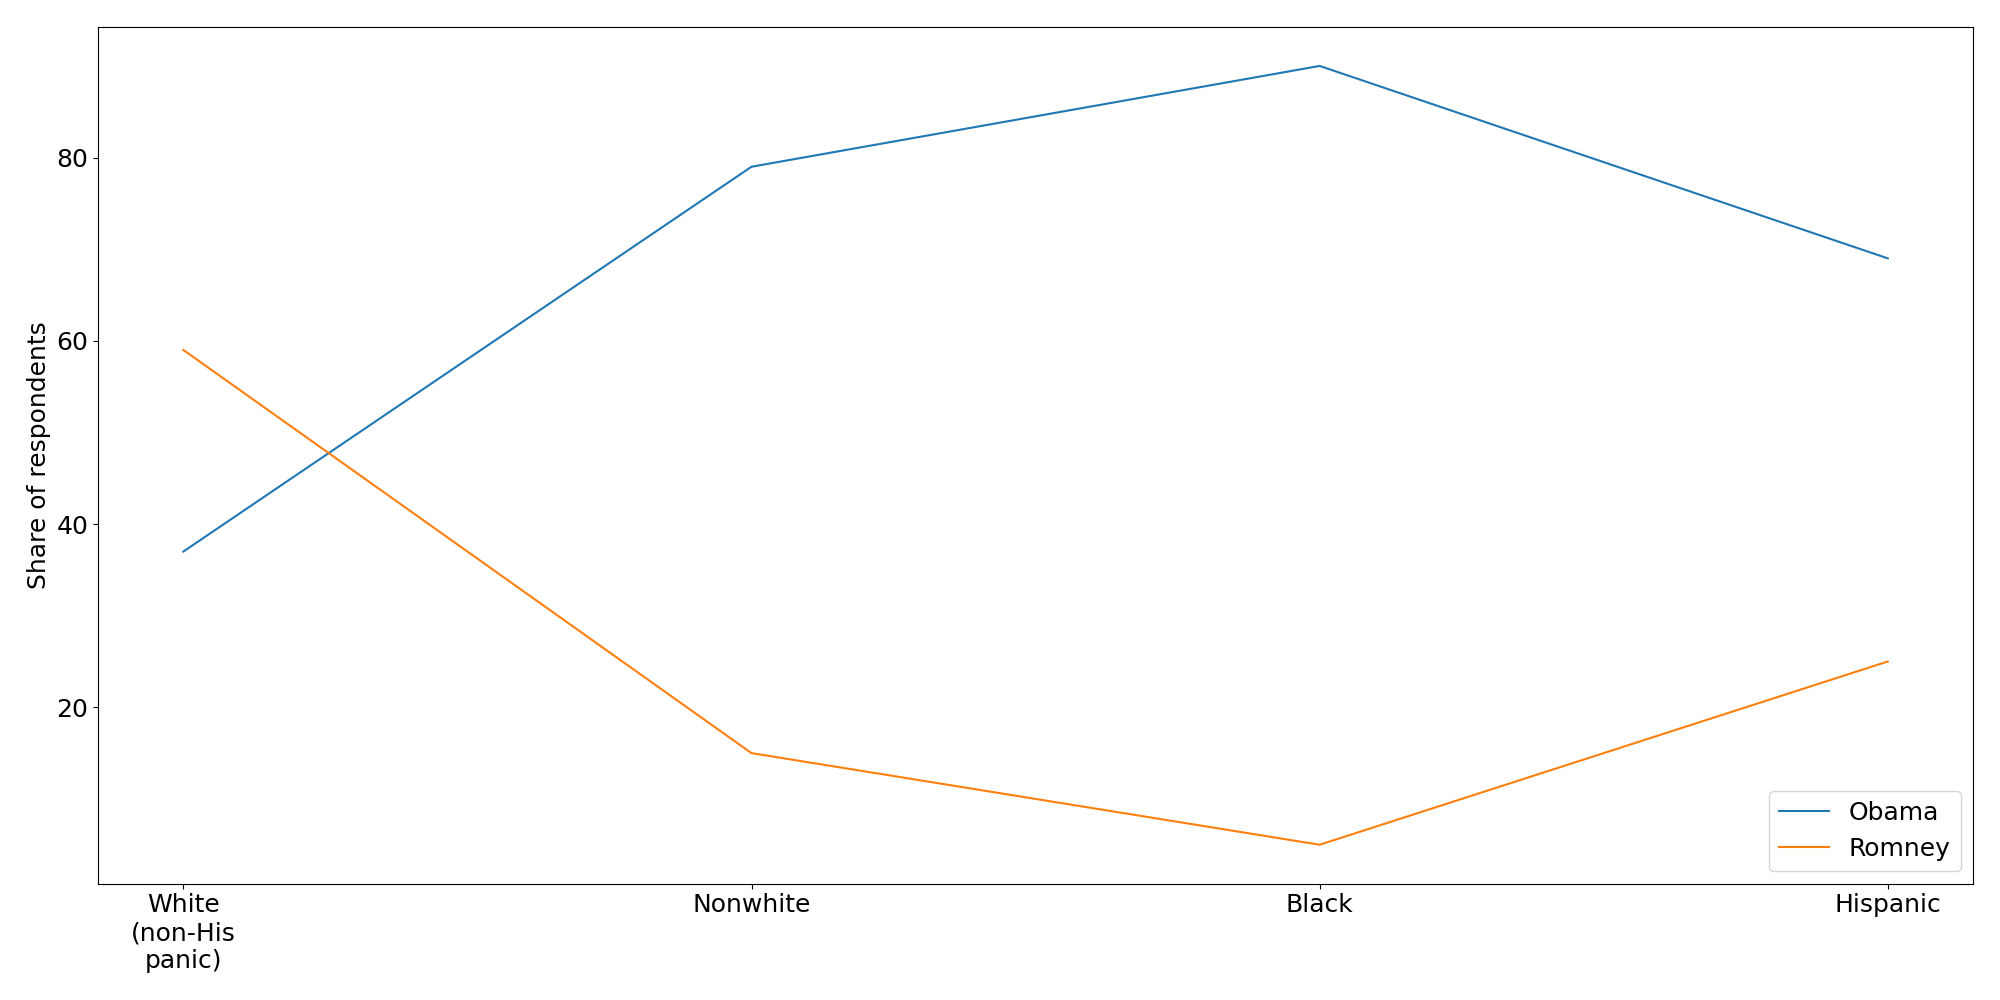 Share of respondents
80
60
40
20
White
(non-His
panic)
Nonwhite
Black
Hispanic
Obama
Romney